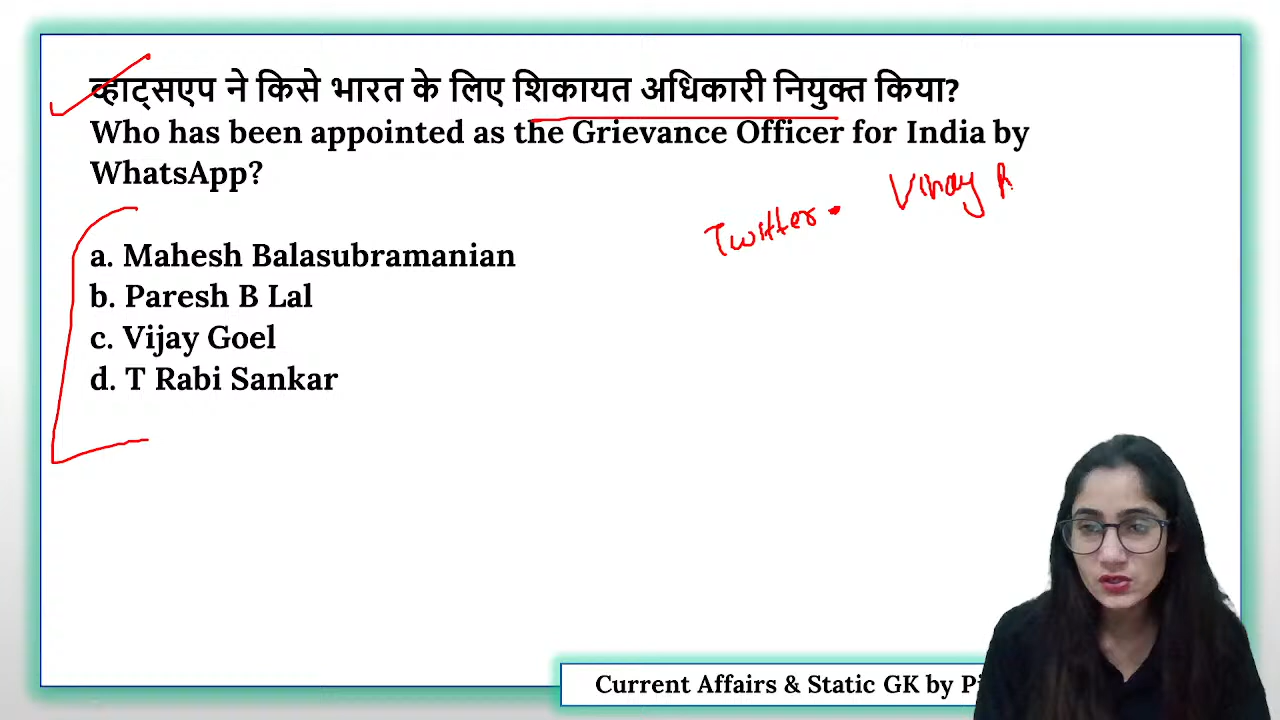 व्हाट्सएप ने किसे भारत के लिए शिकायत अधिकारी नियुक्त किया?
Who has been appointed as the Grievance Officer for India by
WhatsApp?
Twitter. Vinay
a. Mahesh Balasubramanian
b. Paresh B Lal
c. Vijay Goel
d. T Rabi Sankar
Current Affairs & Static GK by